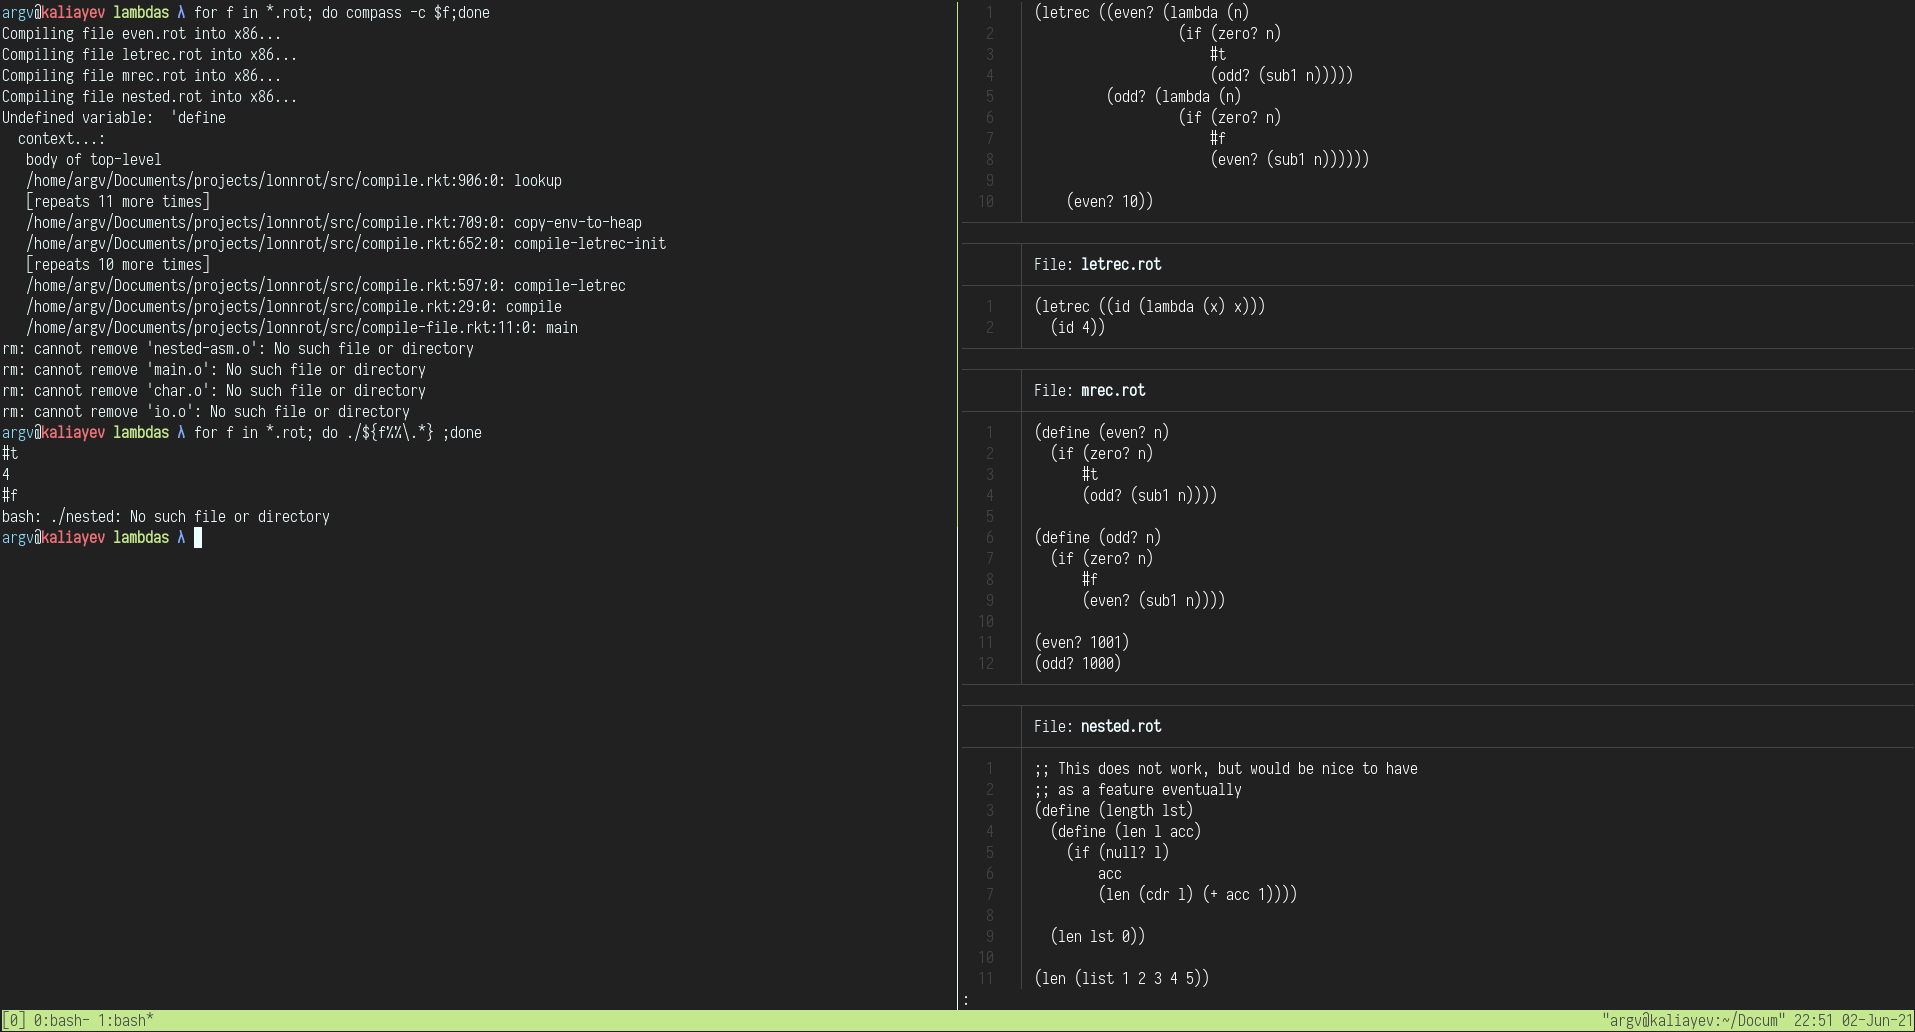 argv@kaliayev lambdas λ for f in *.rot; do compass -c $f;done
Compiling file even.rot into x86...
Compiling file letrec.rot into x86...
Compiling file mrec.rot into x86...
Compiling file nested.rot into x86...
Undefined variable:  'define
  context...:
   body of top-level
   /home/argv/Documents/projects/lonnrot/src/compile.rkt:906:0: lookup
   [repeats 11 more times]
   /home/argv/Documents/projects/lonnrot/src/compile.rkt:709:0: copy-env-to-heap
   /home/argv/Documents/projects/lonnrot/src/compile.rkt:652:0: compile-letrec-init
   [repeats 10 more times]
   /home/argv/Documents/projects/lonnrot/src/compile.rkt:597:0: compile-letrec
   /home/argv/Documents/projects/lonnrot/src/compile.rkt:29:0: compile
   /home/argv/Documents/projects/lonnrot/src/compile-file.rkt:11:0: main
rm: cannot remove 'nested-asm.o': No such file or directory
rm: cannot remove 'main.o': No such file or directory
rm: cannot remove 'char.o': No such file or directory
rm: cannot remove 'io.o': No such file or directory
argv@kaliayev lambdas λ for f in *.rot; do ./${f%%\.*} ;done
#t
4
#f
bash: ./nested: No such file or directory
argv@kaliayev lambdas λ
1 (letrec ((even? (lambda (n)
2                   (if (zero? n)
3                       #t
4                       (odd? (sub1 n)))))
5          (odd? (lambda (n)
6                   (if (zero? n)
7                       #f
8                       (even? (sub1 n))))))
9
10     (even? 10))
File: letrec.rot
1 (letrec ((id (lambda (x) x)))
2   (id 4))
File: mrec.rot
1 (define (even? n)
2   (if (zero? n)
3       #t
4       (odd? (sub1 n))))
5
6 (define (odd? n)
7   (if (zero? n)
8       #f
9       (even? (sub1 n))))
10
11 (even? 1001)
12 (odd? 1000)
File: nested.rot
1 ;; This does not work, but would be nice to have
2 ;; as a feature eventually
3 (define (length lst)
4   (define (len l acc)
5     (if (null? l)
6         acc
7         (len (cdr l) (+ acc 1))))
8
9   (len lst 0))
10
11 (len (list 1 2 3 4 5))
:
[0] 0:bash- 1:bash* "argv@kaliayev:~/Docum" 22:51 02-Jun-21